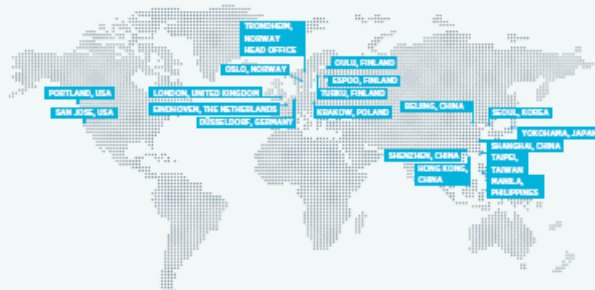 TRONDHEIM,
NORWAY
HEAD OFFICE
OSLO, NORWAY
OULU, FINLAND
ESPOO, FINLAND
TURKU, FINLAND
PORTLAND, USA
LONDON, UNITED KINGDOM
SAN JOSE, USA
EINDHOVEN, THE NETHERLANDS
DÜSSELDORF, GERMANY
KRAKOW, POLAND
BEIJING, CHINA
SEOUL, KOREA
YOKOHAMA, JAPAN
SHANGHAI, CHINA
SHENZHEN, CHINA
TAIPEI,
TAIWAN
HONG KONG,
CHINA
MANILA,
PHILIPPINES